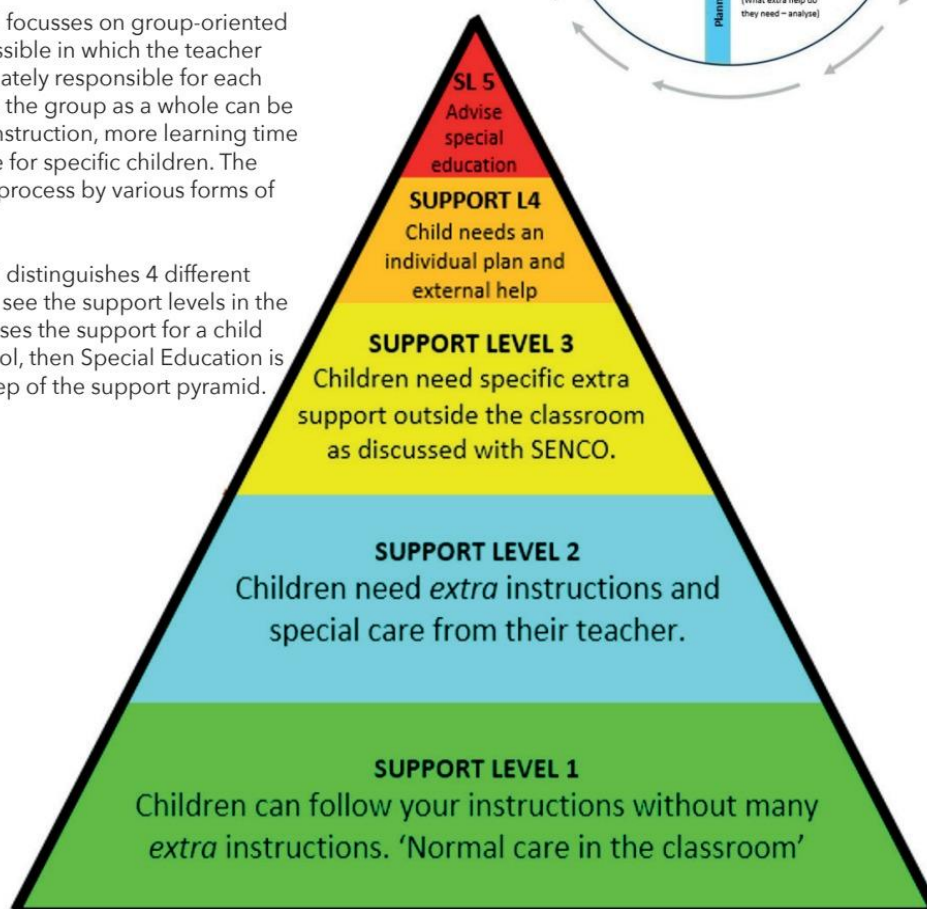 (What extra help do
they need – analyse)
focusses on group-oriented
ssible in which the teacher
ately responsible for each
the group as a whole can be
nstruction, more learning time
e for specific children. The
process by various forms of
distinguishes 4 different
see the support levels in the
ses the support for a child
ol, then Special Education is
ep of the support pyramid.
SL 5
Advise
special
education
SUPPORT L4
Child needs an
individual plan and
external help
SUPPORT LEVEL 3
Children need specific extra
support outside the classroom
as discussed with SENCO.
SUPPORT LEVEL 2
Children need extra instructions and
special care from their teacher.
SUPPORT LEVEL 1
Children can follow your instructions without many
extra instructions. ‘Normal care in the classroom’
Plann